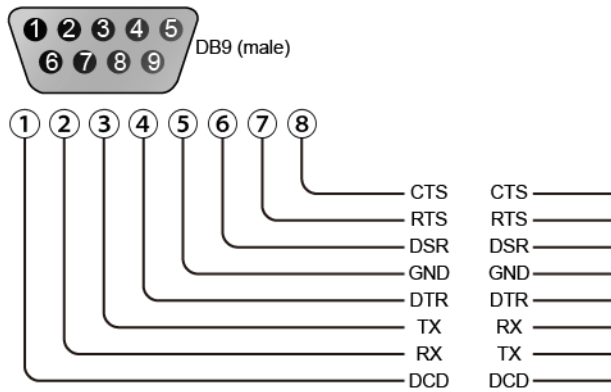 1 2 3 4 5
DB9 (male)
6 7 8 9
1 2 3 4 5 6 7 8
CTS CTS
RTS RTS
DSR DSR
GND GND
DTR DTR
TX RX
RX TX
DCD DCD